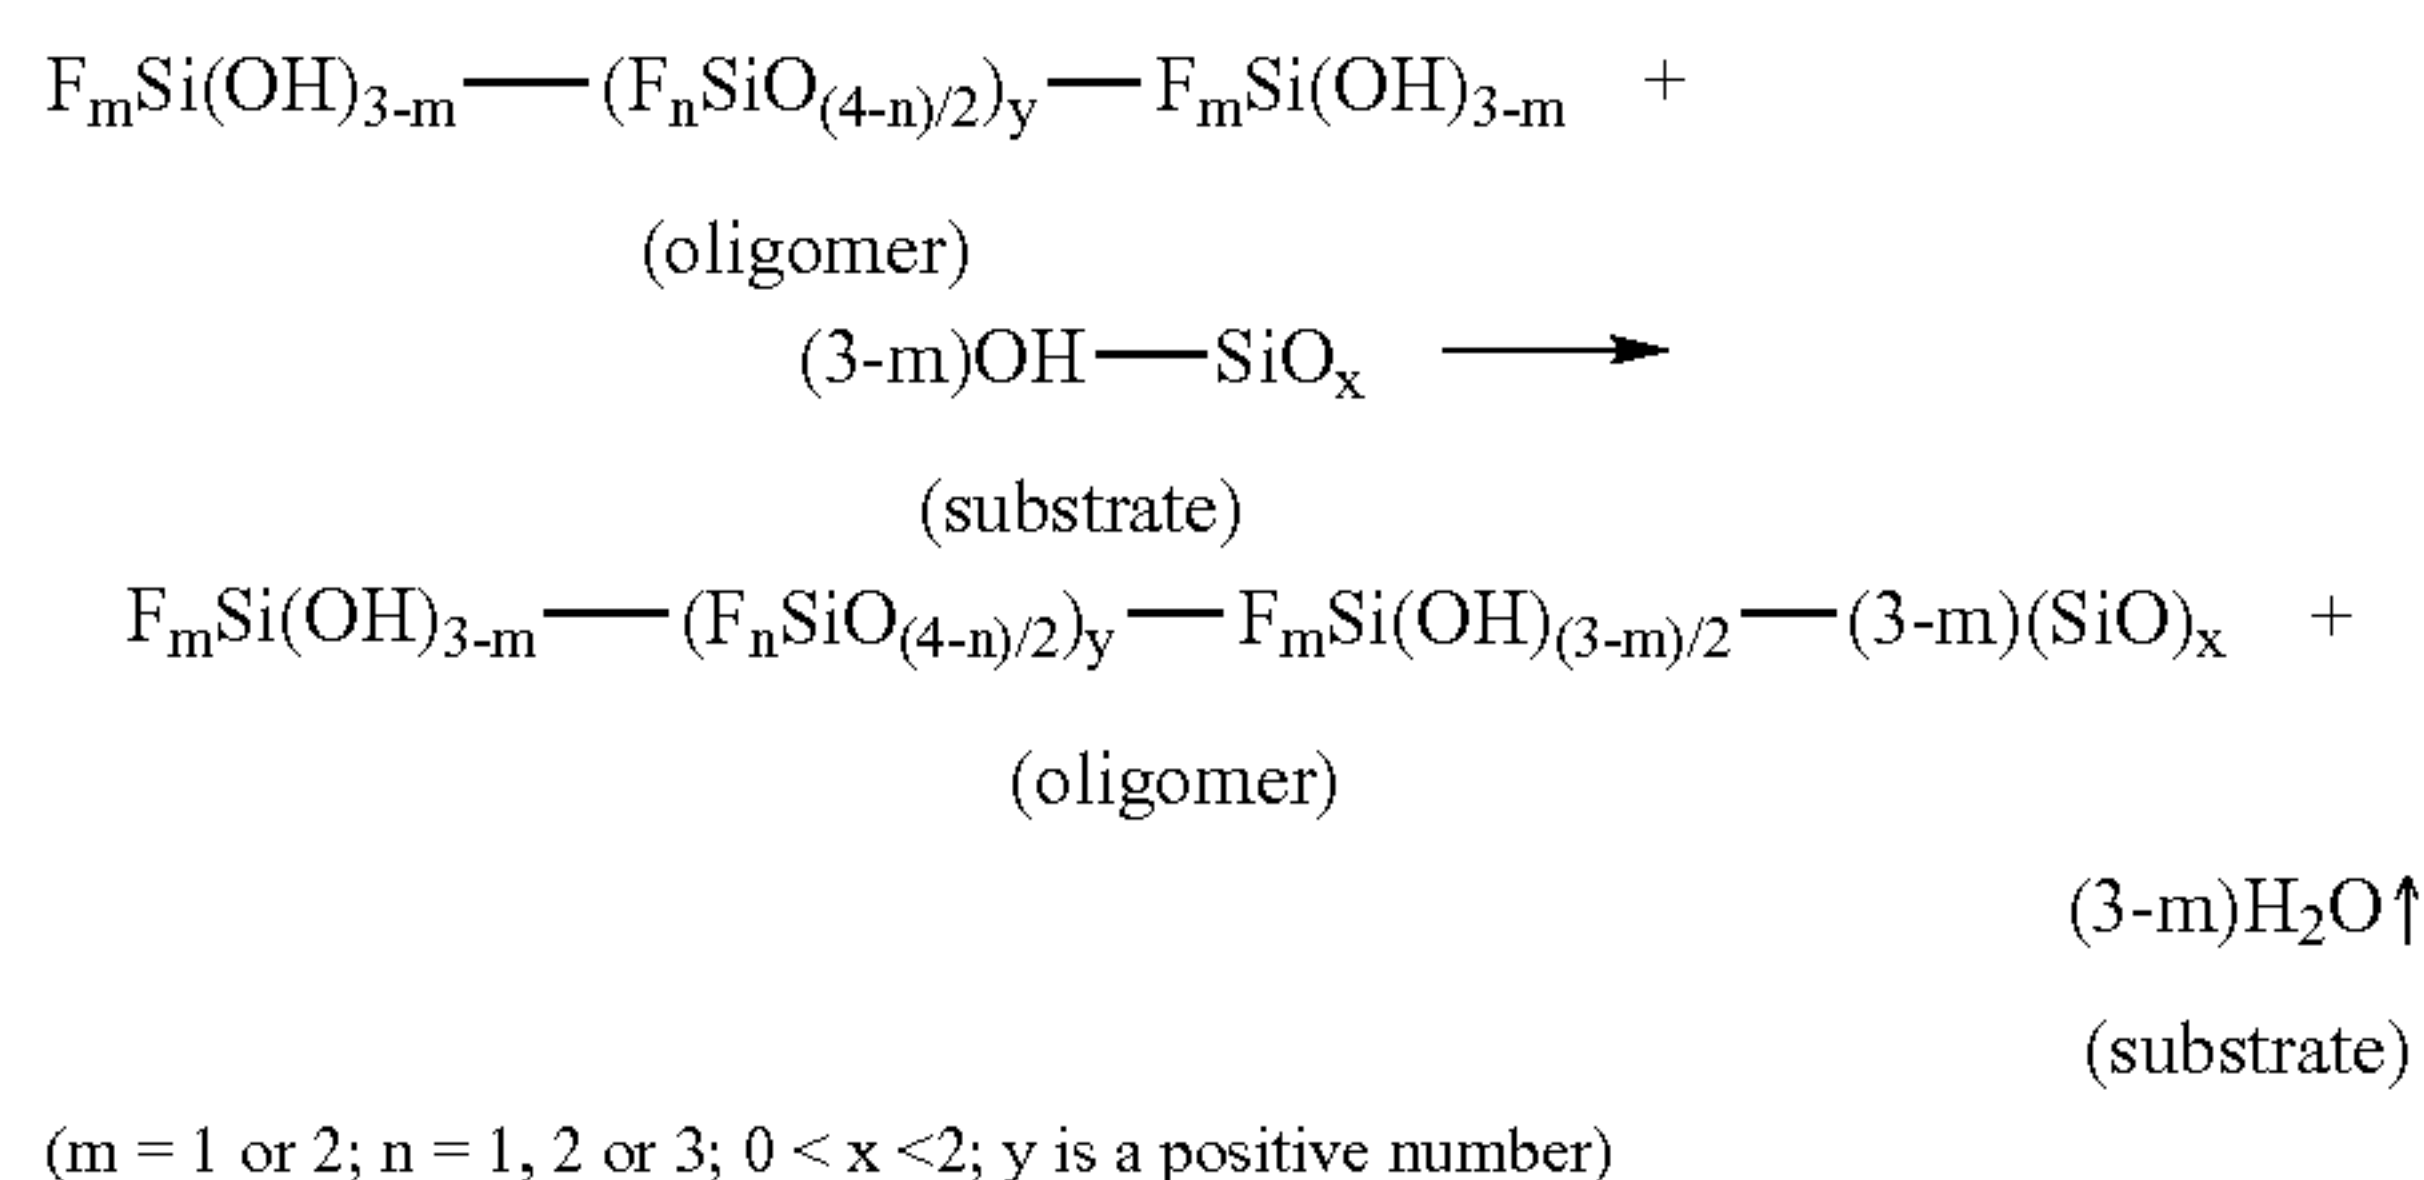 FmSi(OH)3-m—(FnSiO(4-n)/2)y—FmSi(OH)3-m +
(oligomer)
(3-m)OH—SiOx ⟶
(substrate)
FmSi(OH)3-m—(FnSiO(4-n)/2)y—FmSi(OH)(3-m)/2—(3-m)(SiO)x +
(oligomer)
(3-m)H2O↑
(substrate)
(m = 1 or 2; n = 1, 2 or 3; 0 < x <2; y is a positive number)